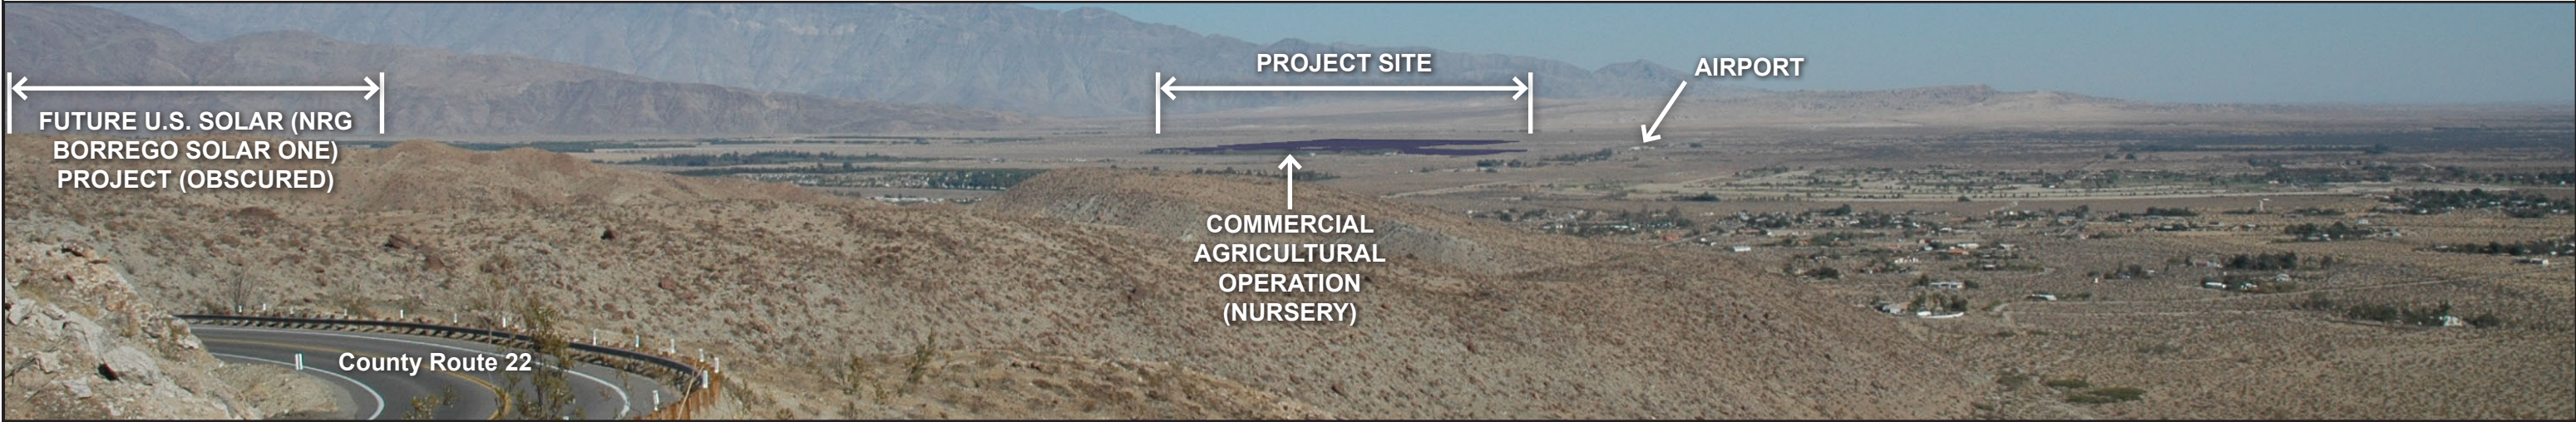 PROJECT SITE
AIRPORT
FUTURE U.S. SOLAR (NRG
BORREGO SOLAR ONE)
PROJECT (OBSCURED)
COMMERCIAL
AGRICULTURAL
OPERATION
(NURSERY)
County Route 22